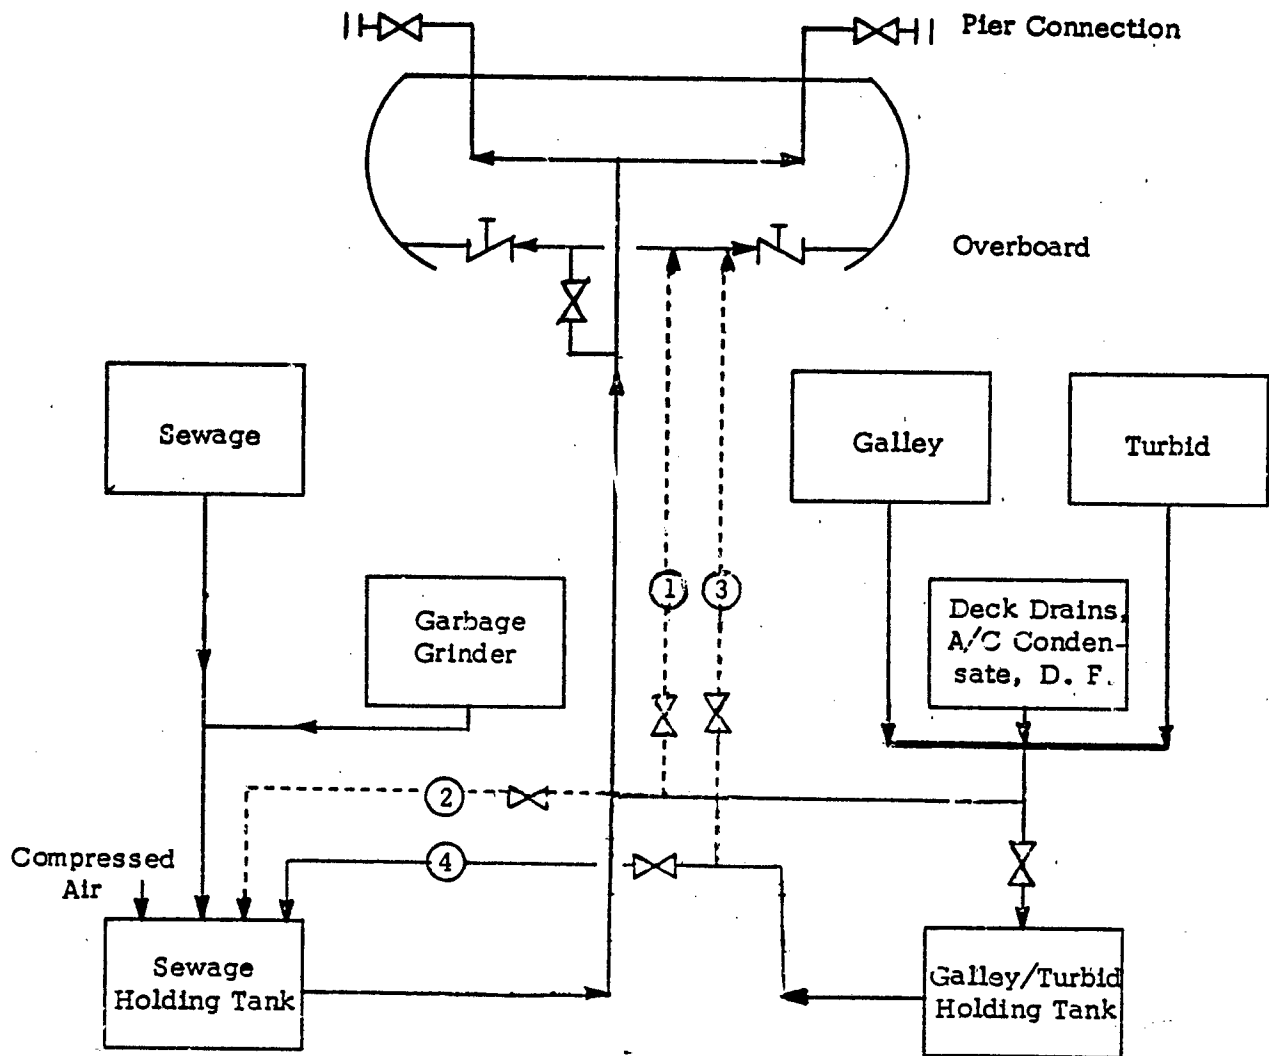 Pier Connection
Overboard
Sewage
Galley
Turbid
Garbage
Grinder
1
3
Deck Drains,
A/C Conden-
sate, D. F.
2
4
Compressed
Air
Sewage
Holding Tank
Galley/Turbid
Holding Tank